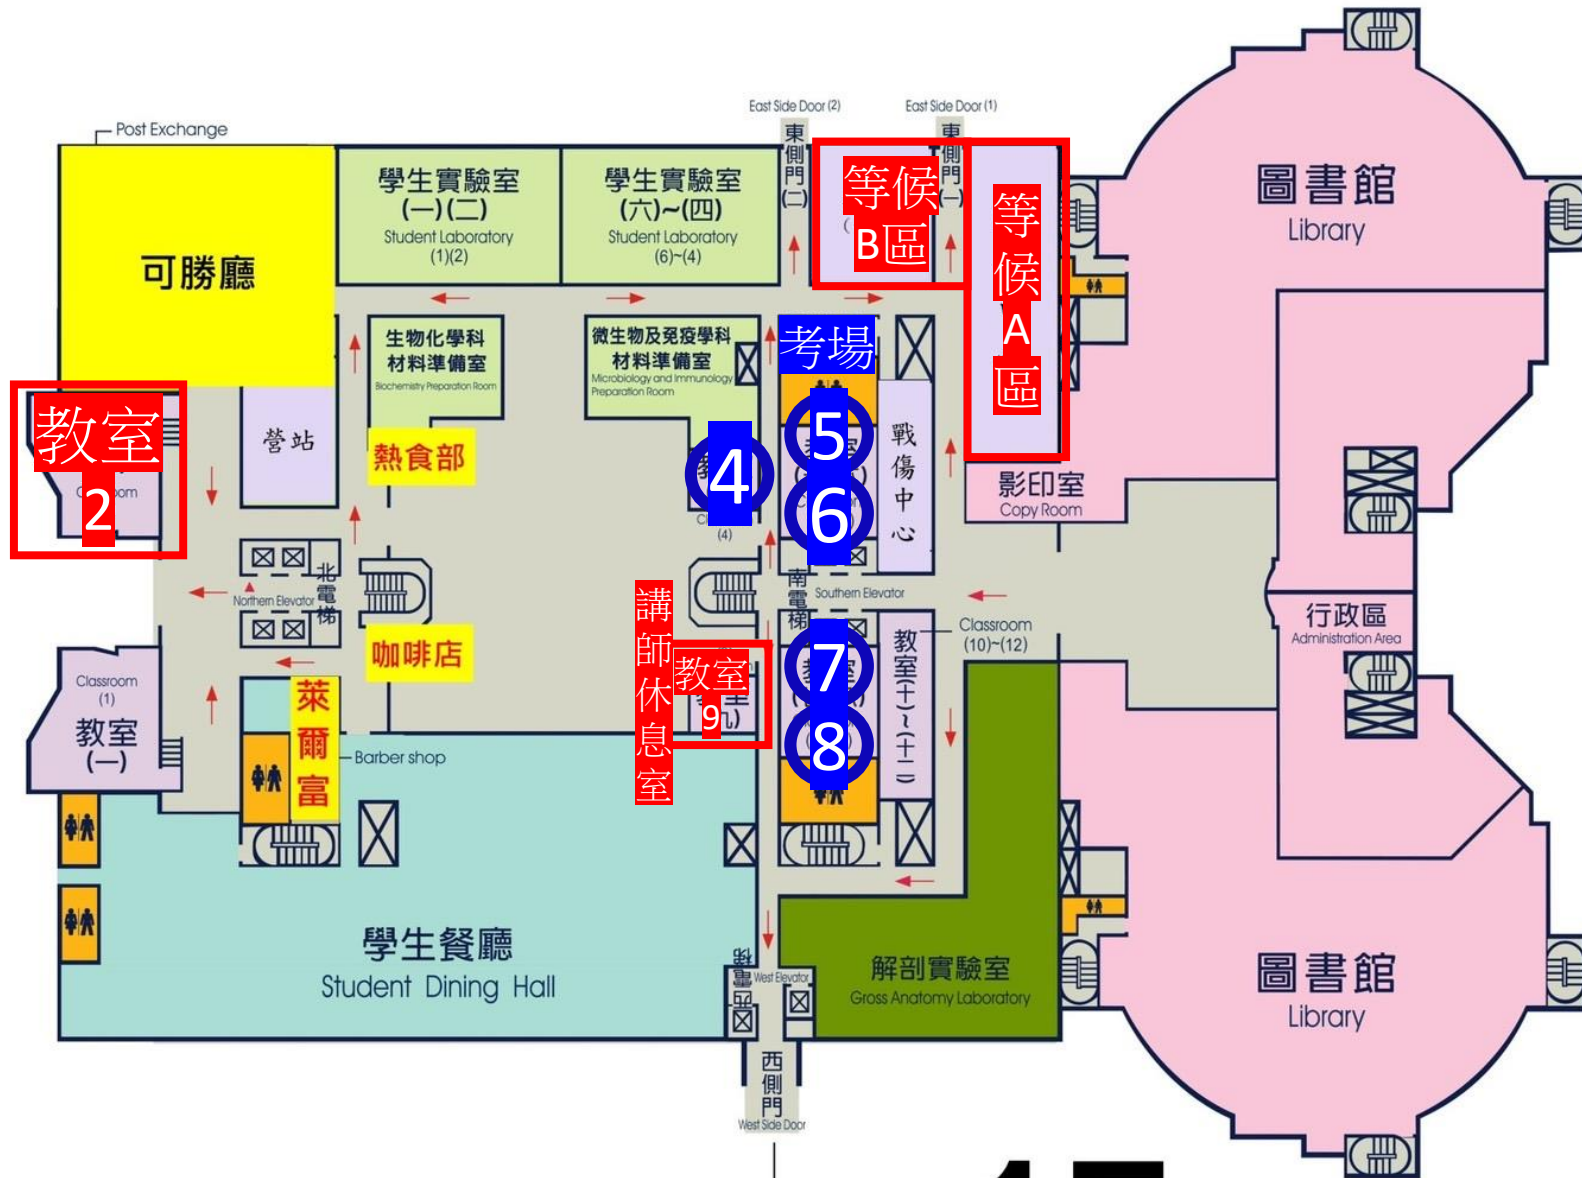 East Side Door (2)
East Side Door (1)
Post Exchange
東側門(二)
東側門(一)
學生實驗室
(一)(二)
Student Laboratory
(1)(2)
學生實驗室
(六)~(四)
Student Laboratory
(6)~(4)
等候
B區
等候A區
圖書館
Library
可勝廳
生物化學科
材料準備室
Biochemistry Preparation Room
微生物及免疫學科
材料準備室
Microbiology and Immunology
Preparation Room
考場
教室
2
營站
熱食部
4
(4)
5
6
戰傷中心
影印室
Copy Room
北電梯
Northern Elevator
南電梯
Southern Elevator
講師休息室
Classroom
(10)~(12)
行政區
Administration Area
咖啡店
教室
9
九)
7
8
教室(十)~(十二)
Classroom
(1)
教室
(一)
萊爾富
Barber shop
學生餐廳
Student Dining Hall
西電梯
West Elevator
解剖實驗室
Gross Anatomy Laboratory
圖書館
Library
西側門
West Side Door